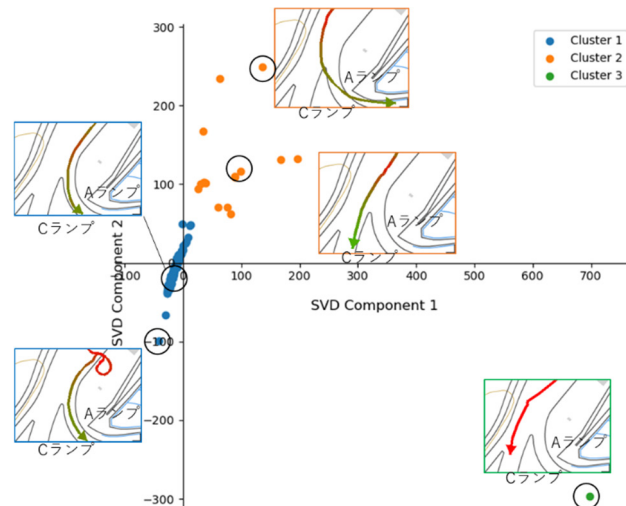 300
Cluster 1
Cluster 2
Cluster 3
Aランプ
Cランプ
200
Aランプ
Cランプ
100
Aランプ
Cランプ
SVD Component 2
−100
0
100
200
300
400
500
600
700
SVD Component 1
−100
Aランプ
Cランプ
−200
Aランプ
Cランプ
−300